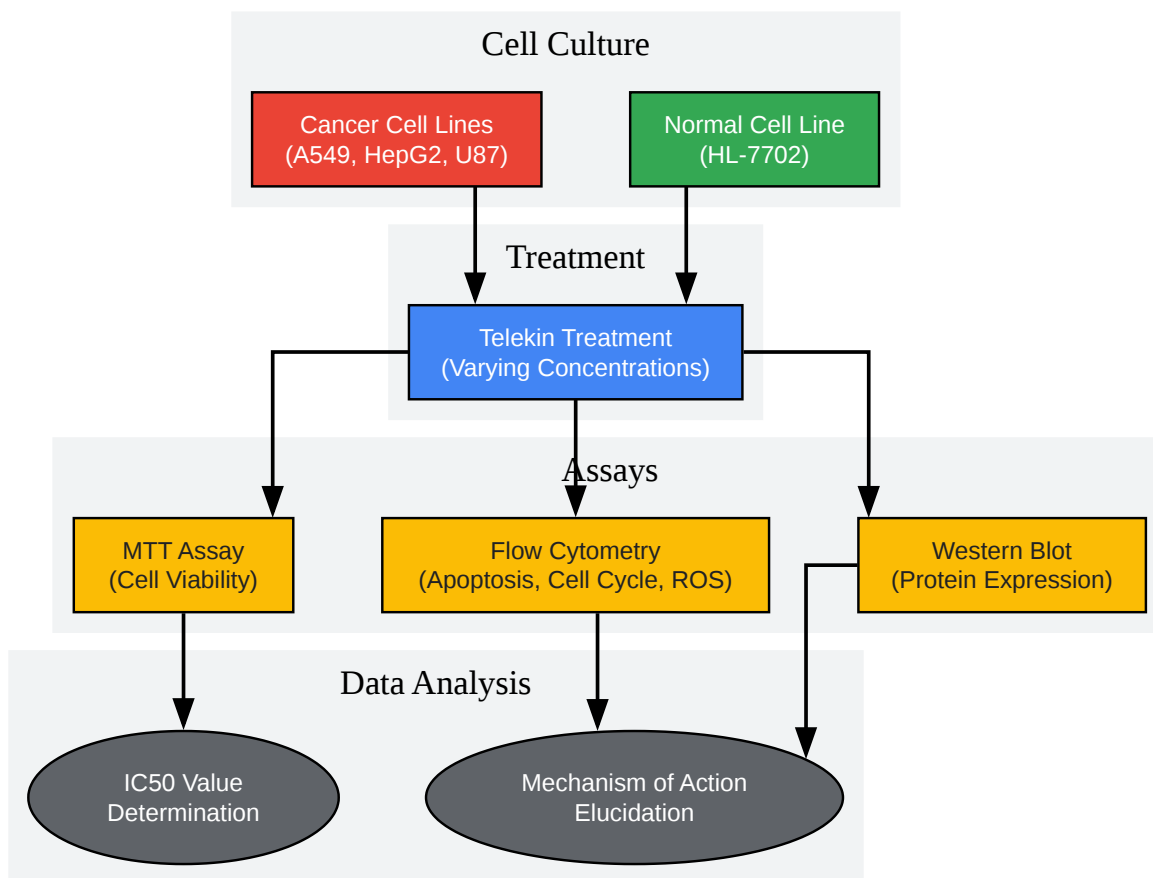 Cell Culture
Cancer Cell Lines
(A549, HepG2, U87)
Normal Cell Line
(HL-7702)
Treatment
Telekin Treatment
(Varying Concentrations)
Assays
MTT Assay
(Cell Viability)
Flow Cytometry
(Apoptosis, Cell Cycle, ROS)
Western Blot
(Protein Expression)
Data Analysis
IC50 Value
Determination
Mechanism of Action
Elucidation